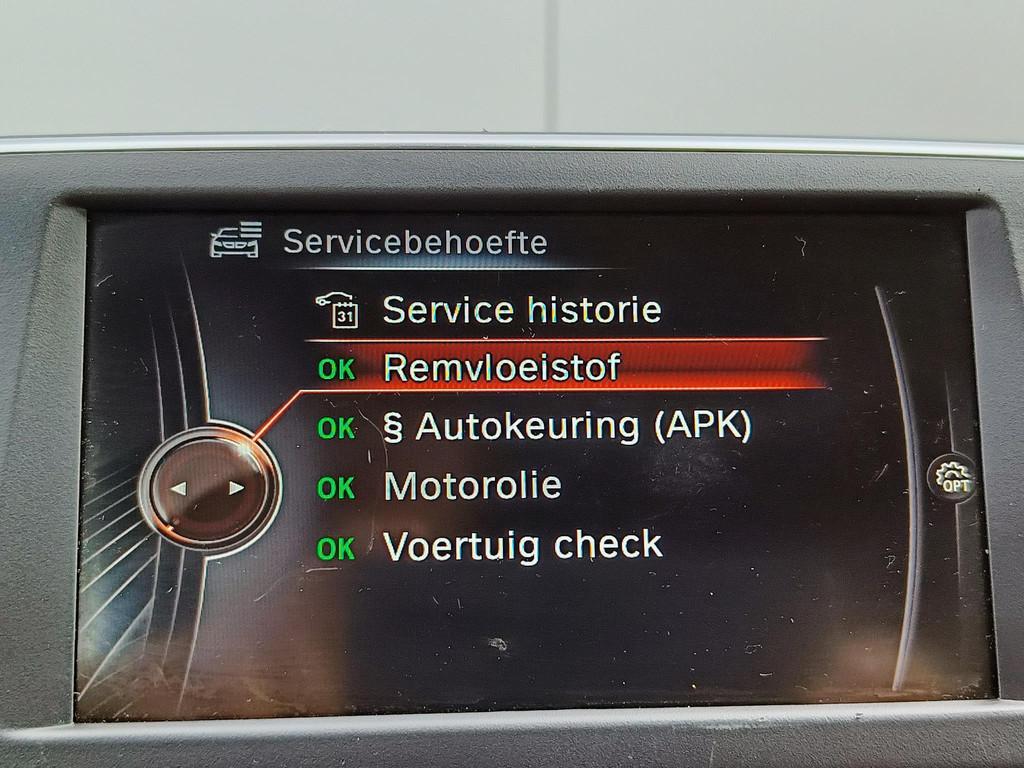 Servicebehoefte
31 Service historie
OK Remvloeistof
OK § Autokeuring (APK)
OK Motorolie
OK Voertuig check
OPT